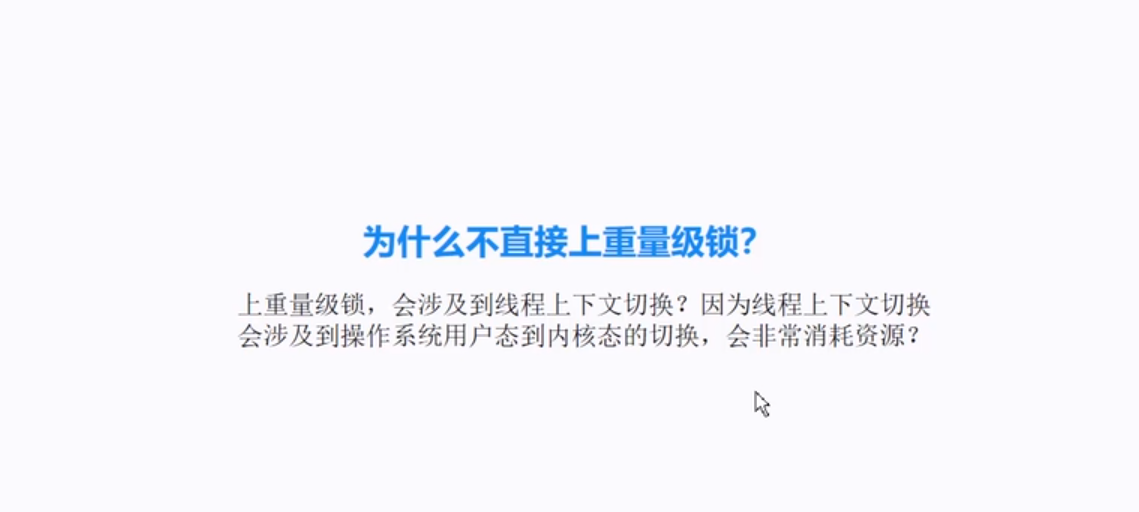 为什么不直接上重量级锁？
上重量级锁，会涉及到线程上下文切换？因为线程上下文切换
会涉及到操作系统用户态到内核态的切换，会非常消耗资源？